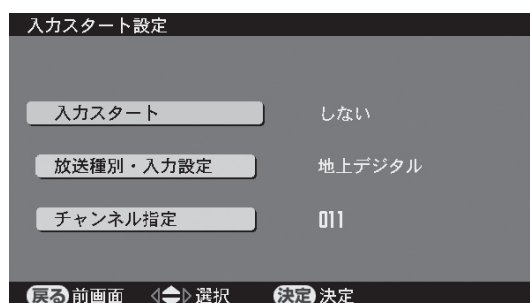 入力スタート設定
入力スタート しない
放送種別・入力設定 地上デジタル
チャンネル指定 011
戻る 前画面 選択 決定 決定